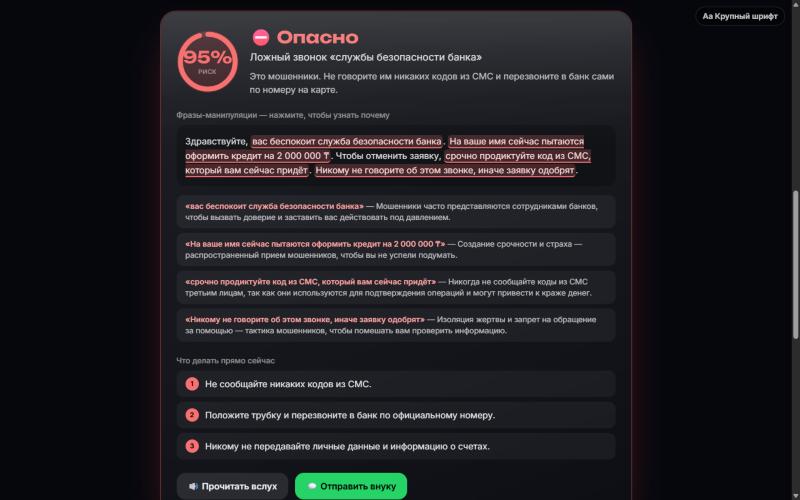 Аа Крупный шрифт
95%
РИСК
⛔ Опасно
Ложный звонок «службы безопасности банка»
Это мошенники. Не говорите им никаких кодов из СМС и перезвоните в банк сами
по номеру на карте.
Фразы-манипуляции — нажмите, чтобы узнать почему
Здравствуйте, вас беспокоит служба безопасности банка. На ваше имя сейчас пытаются
оформить кредит на 2 000 000 ₸. Чтобы отменить заявку, срочно продиктуйте код из СМС,
который вам сейчас придёт. Никому не говорите об этом звонке, иначе заявку одобрят.
«вас беспокоит служба безопасности банка» — Мошенники часто представляются сотрудниками банков,
чтобы вызвать доверие и заставить вас действовать под давлением.
«На ваше имя сейчас пытаются оформить кредит на 2 000 000 ₸» — Создание срочности и страха —
распространенный прием мошенников, чтобы вы не успели подумать.
«срочно продиктуйте код из СМС, который вам сейчас придёт» — Никогда не сообщайте коды из СМС
третьим лицам, так как они используются для подтверждения операций и могут привести к краже денег.
«Никому не говорите об этом звонке, иначе заявку одобрят» — Изоляция жертвы и запрет на обращение
за помощью — тактика мошенников, чтобы помешать вам проверить информацию.
Что делать прямо сейчас
1 Не сообщайте никаких кодов из СМС.
2 Положите трубку и перезвоните в банк по официальному номеру.
3 Никому не передавайте личные данные и информацию о счетах.
🔊 Прочитать вслух
💬 Отправить внуку